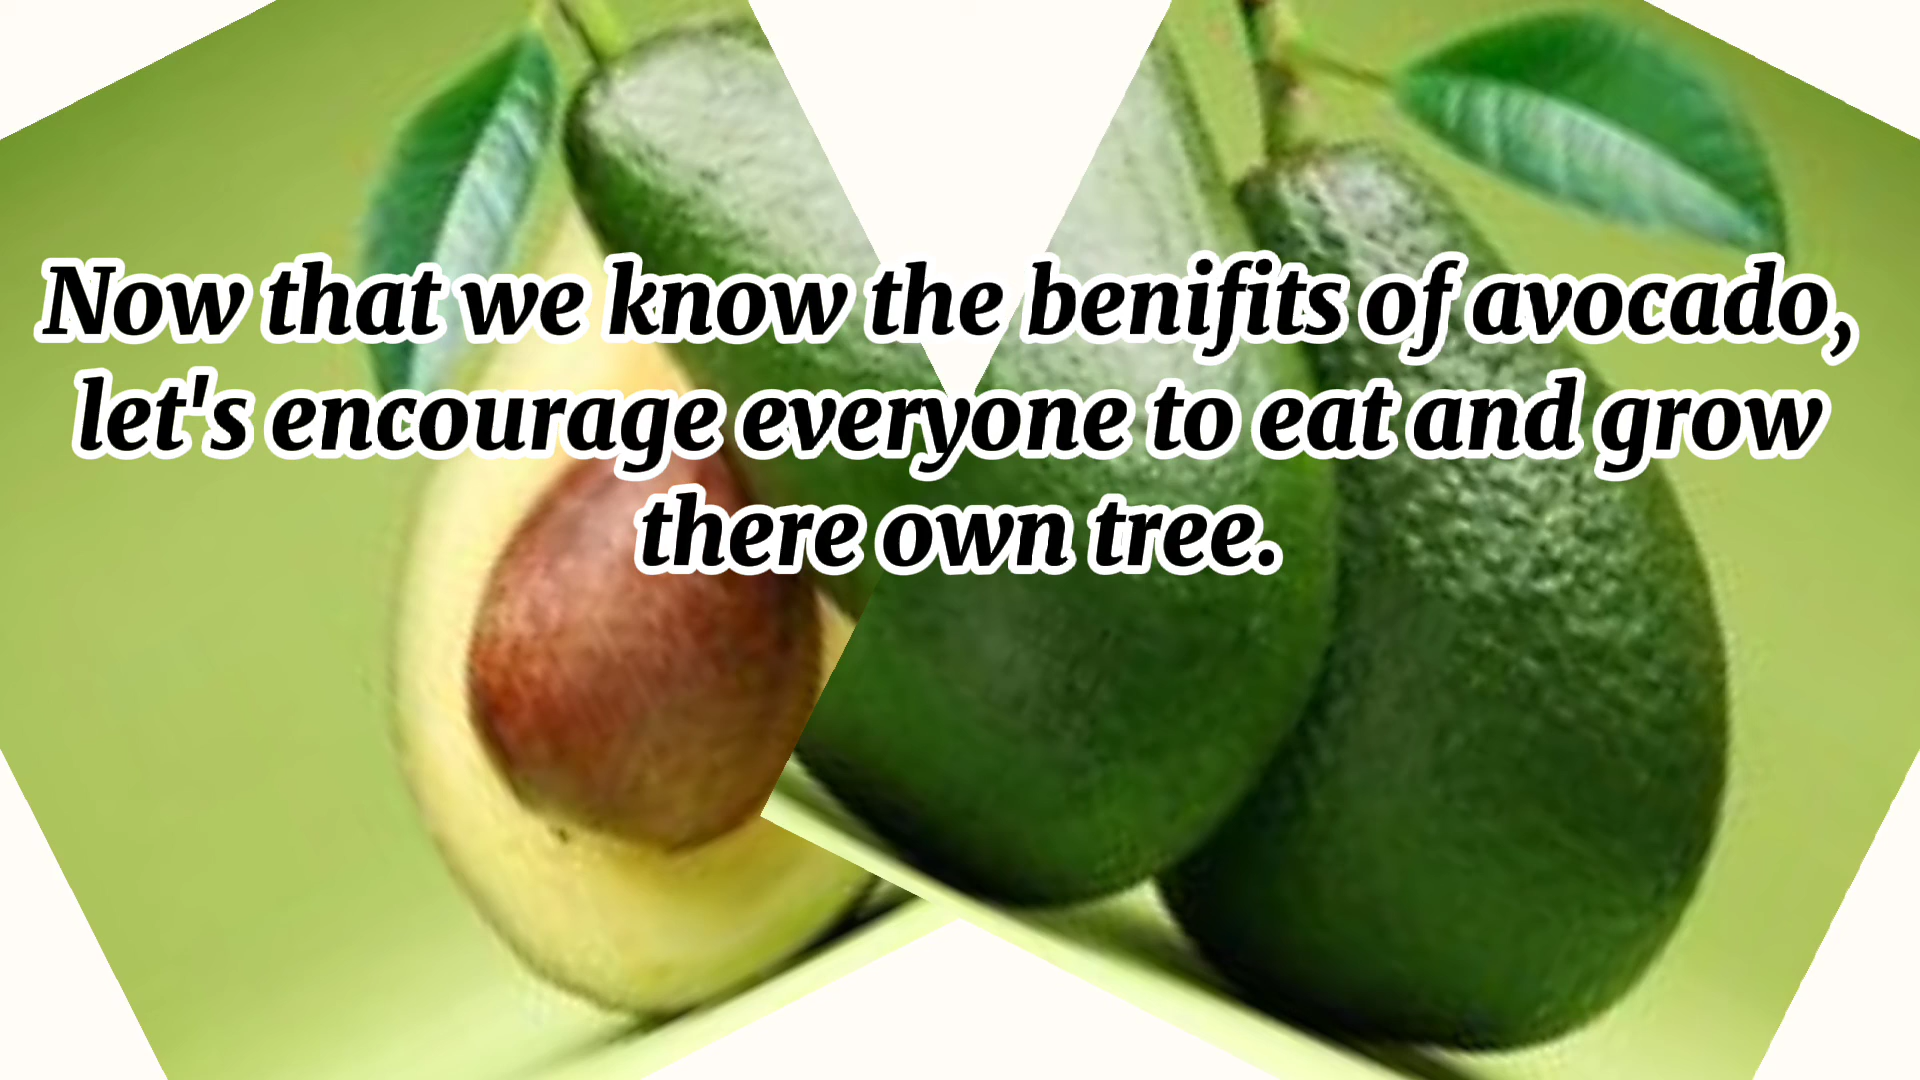 Now that we know the benifits of avocado,
let's encourage everyone to eat and grow
there own tree.